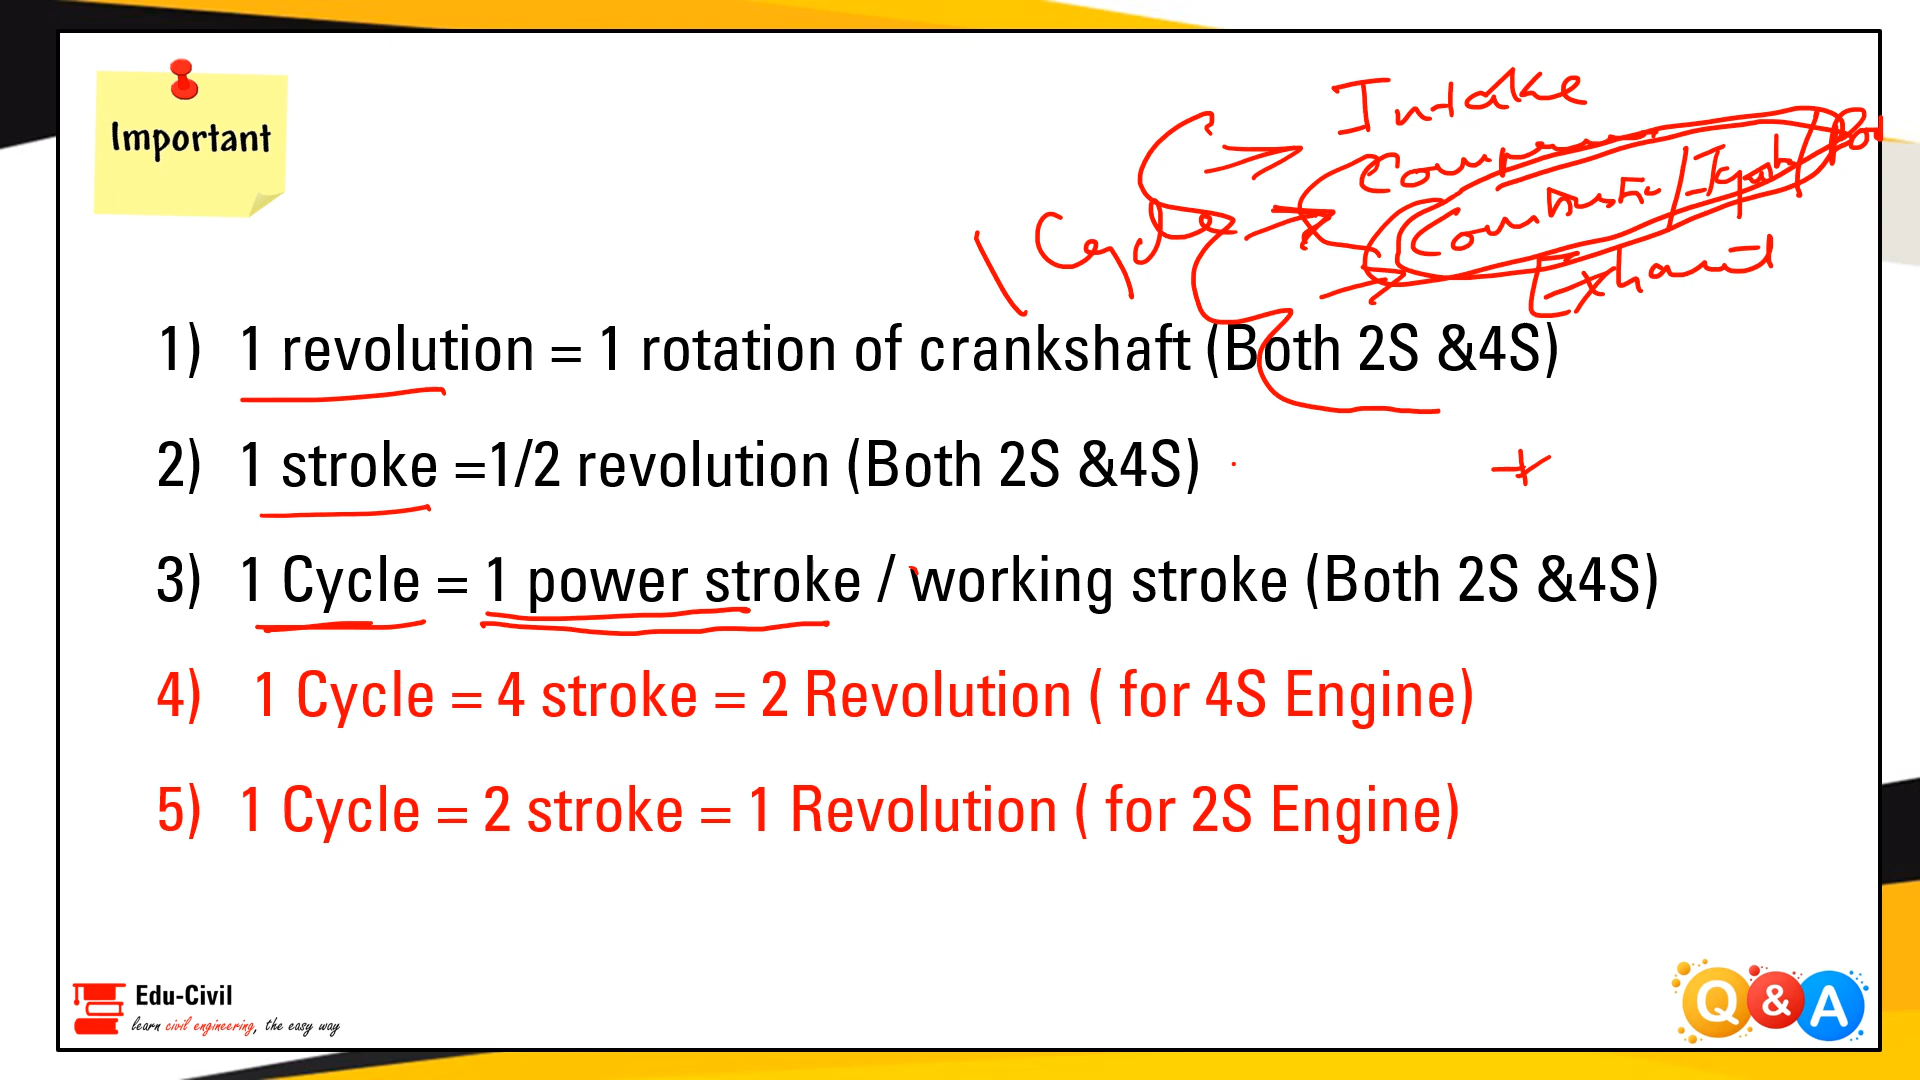 Important
Intake
1 Cycle
Exhaust
1) 1 revolution = 1 rotation of crankshaft (Both 2S &4S)
2) 1 stroke =1/2 revolution (Both 2S &4S)
3) 1 Cycle = 1 power stroke / working stroke (Both 2S &4S)
4) 1 Cycle = 4 stroke = 2 Revolution ( for 4S Engine)
5) 1 Cycle = 2 stroke = 1 Revolution ( for 2S Engine)
Edu-Civil
learn civil engineering, the easy way
Q&A